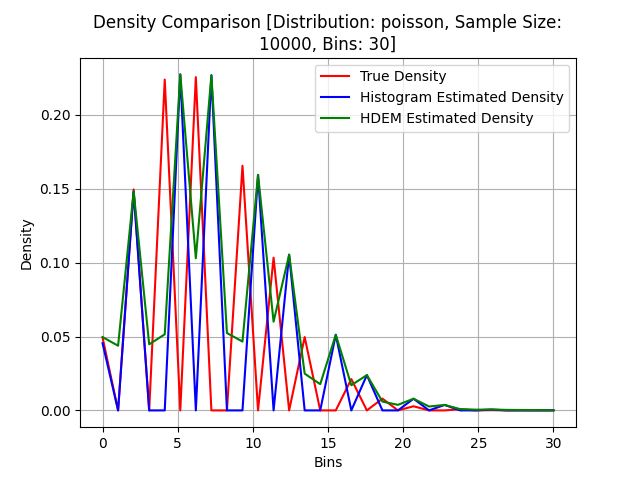 Density Comparison [Distribution: poisson, Sample Size:
10000, Bins: 30]
True Density
Histogram Estimated Density
HDEM Estimated Density
Density
0.20
0.15
0.10
0.05
0.00
0 5 10 15 20 25 30
Bins